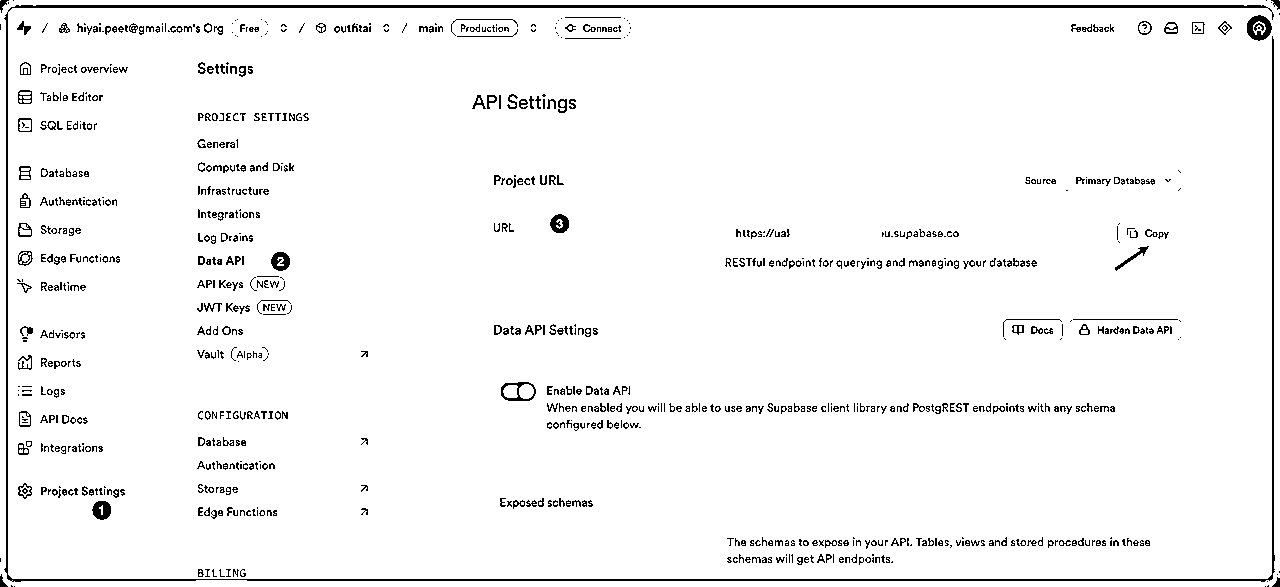 / hiyai.peet@gmail.com's Org Free / outfitai / main Production Connect
Feedback
Project overview
Table Editor
SQL Editor
Database
Authentication
Storage
Edge Functions
Realtime
Advisors
Reports
Logs
API Docs
Integrations
Project Settings
1
Settings
PROJECT SETTINGS
General
Compute and Disk
Infrastructure
Integrations
Log Drains
Data API 2
API Keys NEW
JWT Keys NEW
Add Ons
Vault Alpha
CONFIGURATION
Database
Authentication
Storage
Edge Functions
BILLING
API Settings
Project URL
Source Primary Database
URL 3
https://ual u.supabase.co Copy
RESTful endpoint for querying and managing your database
Data API Settings
Docs Harden Data API
Enable Data API
When enabled you will be able to use any Supabase client library and PostgREST endpoints with any schema
configured below.
Exposed schemas
The schemas to expose in your API. Tables, views and stored procedures in these
schemas will get API endpoints.